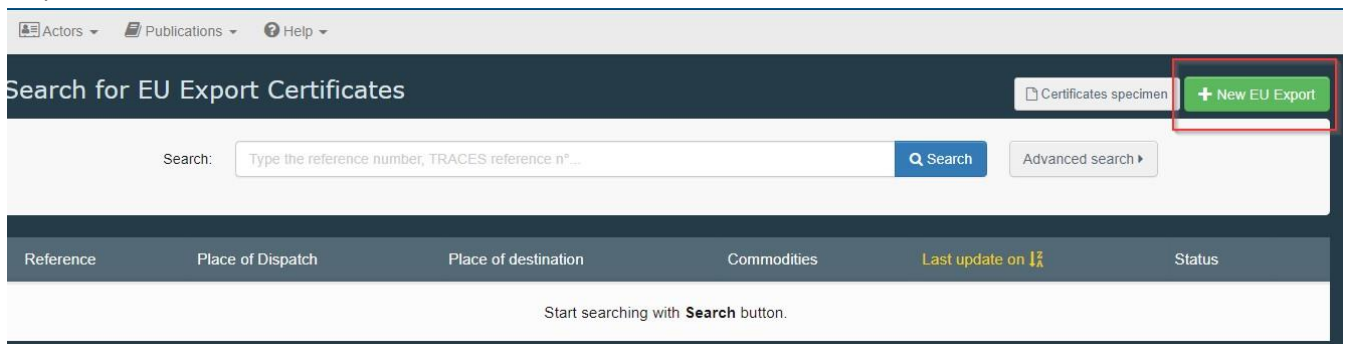 Actors Publications Help
Search for EU Export Certificates
Certificates specimen + New EU Export
Search: Type the reference number, TRACES reference n°... Search Advanced search
Reference Place of Dispatch Place of destination Commodities Last update on Status
Start searching with Search button.